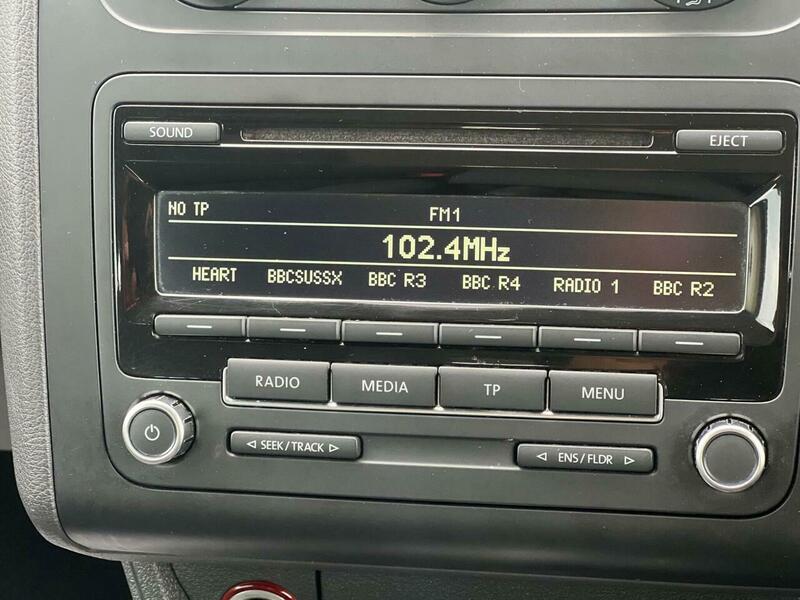 SOUND
EJECT
NO TP
FM1
102.4MHz
HEART BBCSUSSX BBC R3 BBC R4 RADIO 1 BBC R2
RADIO MEDIA TP MENU
SEEK/TRACK
ENS/FLDR